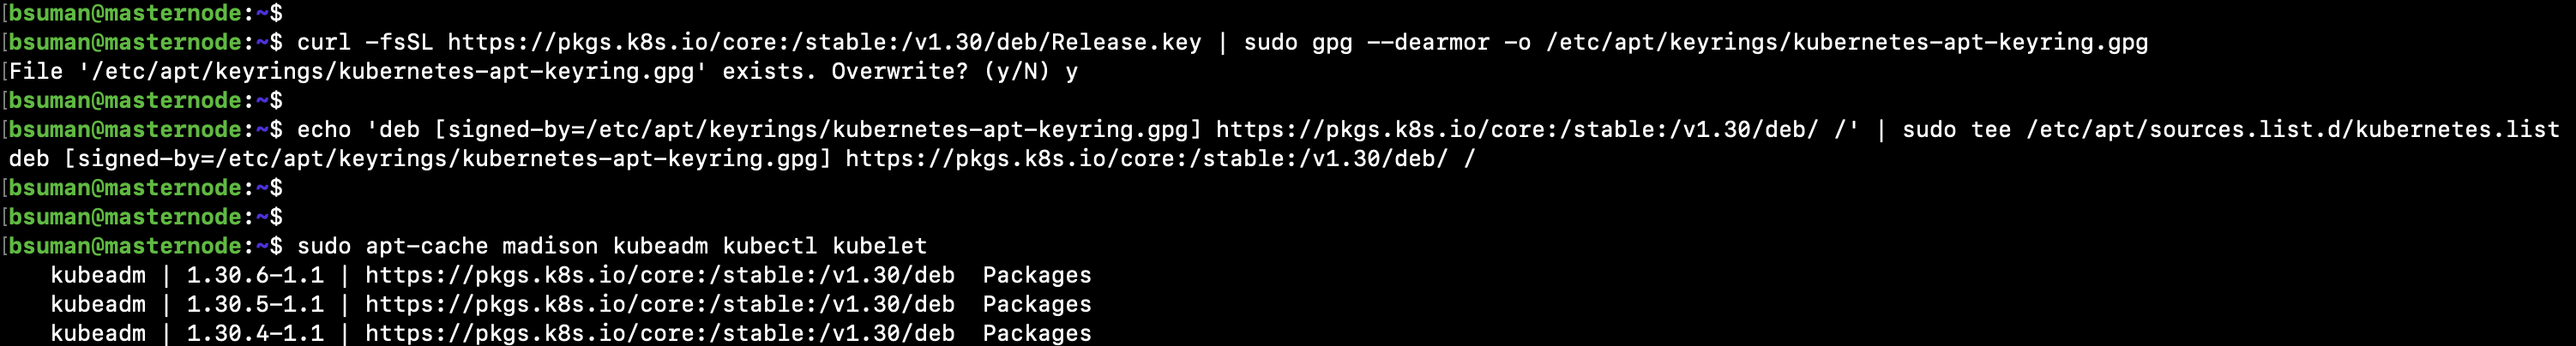 [bsuman@masternode:~$
[bsuman@masternode:~$ curl -fsSL https://pkgs.k8s.io/core:/stable:/v1.30/deb/Release.key | sudo gpg --dearmor -o /etc/apt/keyrings/kubernetes-apt-keyring.gpg
[File '/etc/apt/keyrings/kubernetes-apt-keyring.gpg' exists. Overwrite? (y/N) y
[bsuman@masternode:~$
[bsuman@masternode:~$ echo 'deb [signed-by=/etc/apt/keyrings/kubernetes-apt-keyring.gpg] https://pkgs.k8s.io/core:/stable:/v1.30/deb/ /' | sudo tee /etc/apt/sources.list.d/kubernetes.list
deb [signed-by=/etc/apt/keyrings/kubernetes-apt-keyring.gpg] https://pkgs.k8s.io/core:/stable:/v1.30/deb/ /
[bsuman@masternode:~$
[bsuman@masternode:~$
[bsuman@masternode:~$ sudo apt-cache madison kubeadm kubectl kubelet
kubeadm | 1.30.6-1.1 | https://pkgs.k8s.io/core:/stable:/v1.30/deb  Packages
kubeadm | 1.30.5-1.1 | https://pkgs.k8s.io/core:/stable:/v1.30/deb  Packages
kubeadm | 1.30.4-1.1 | https://pkgs.k8s.io/core:/stable:/v1.30/deb  Packages